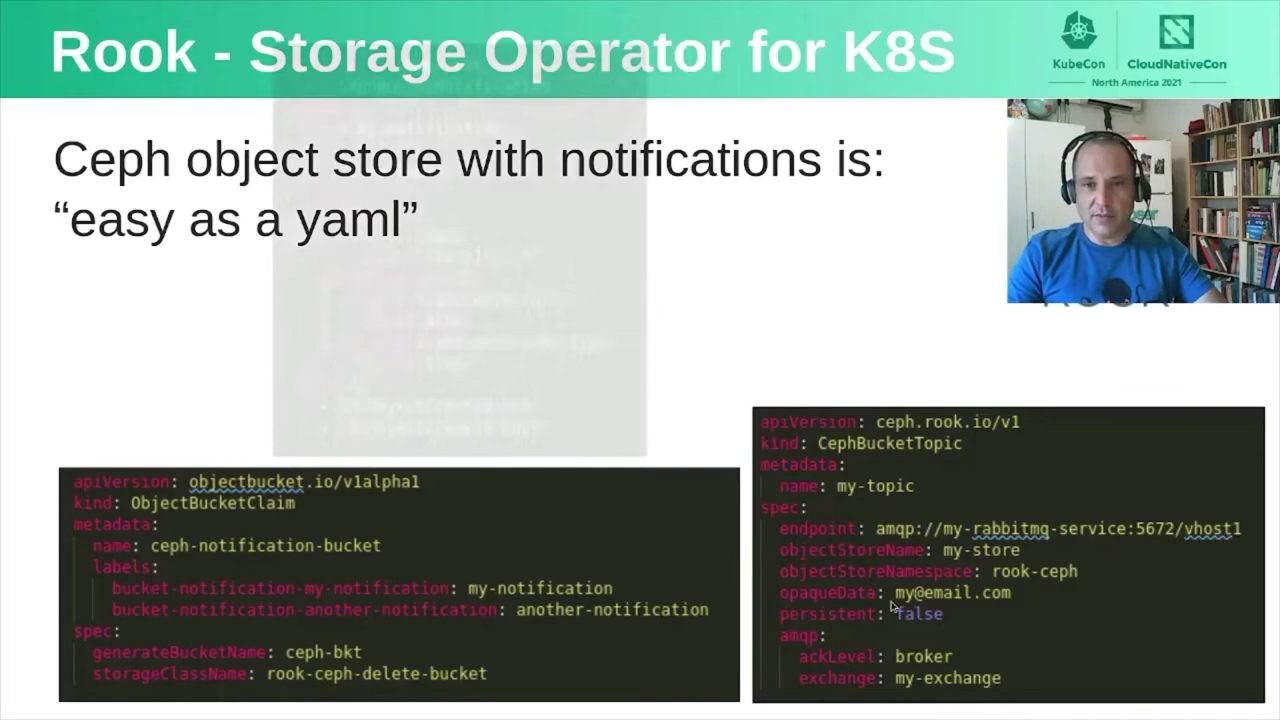 Rook - Storage Operator for K8S
KubeCon
CloudNativeCon
North America 2021
Ceph object store with notifications is:
“easy as a yaml”
apiVersion: objectbucket.io/v1alpha1
kind: ObjectBucketClaim
metadata:
name: ceph-notification-bucket
labels:
bucket-notification-my-notification: my-notification
bucket-notification-another-notification: another-notification
spec:
generateBucketName: ceph-bkt
storageClassName: rook-ceph-delete-bucket
apiVersion: ceph.rook.io/v1
kind: CephBucketTopic
metadata:
name: my-topic
spec:
endpoint: amqp://my-rabbitmq-service:5672/vhost1
objectStoreName: my-store
objectStoreNamespace: rook-ceph
opaqueData: my@email.com
persistent: false
amqp:
ackLevel: broker
exchange: my-exchange